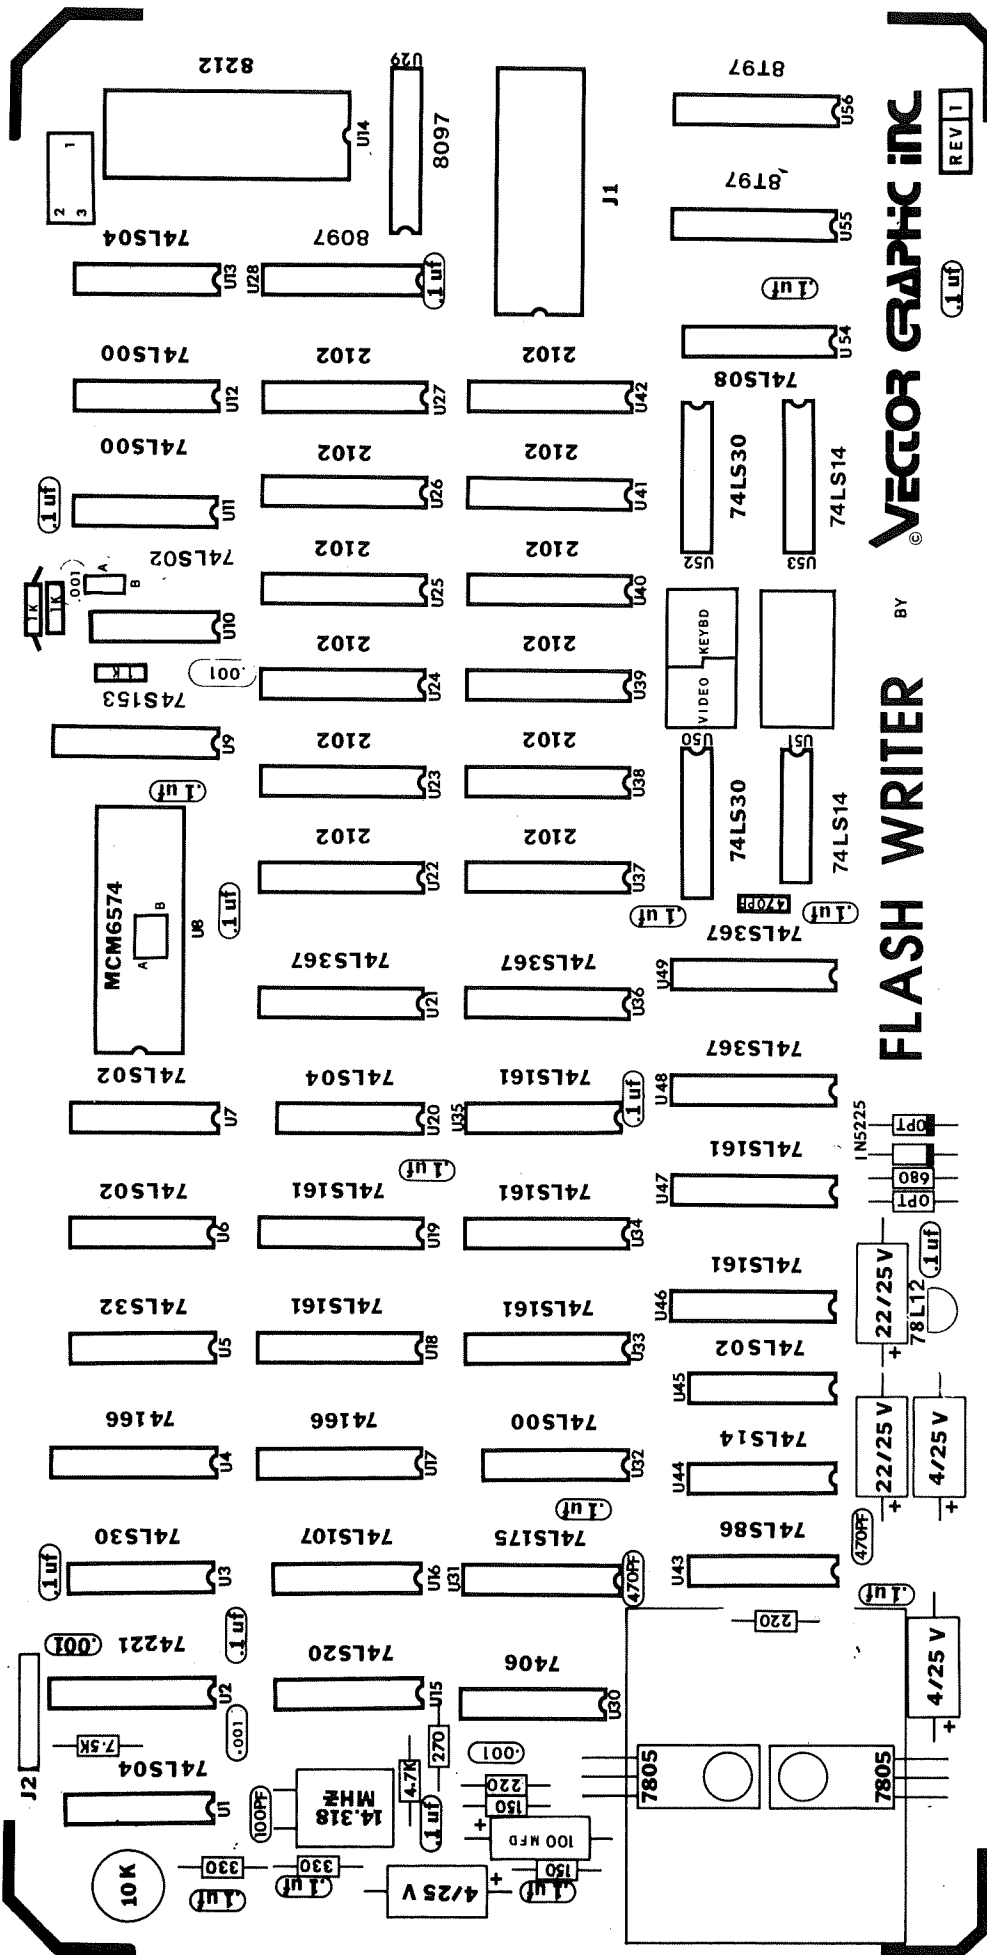 8212
U14
1
2
3
U29
8097
J1
8T97
U56
8T97
U55
REV 1
74LS04
U13
U28
8097
.1 uf
.1 uf
U54
74LS08
.1 uf
74LS00
U12
2102
U27
2102
U42
74LS00
.1 uf
U11
2102
U26
2102
U41
U52
74LS30
U53
74LS14
1K
1K
.001
A
B
74LS02
U10
2102
U25
2102
U40
1K
.001
74S153
U9
2102
U24
2102
U39
VIDEO
KEYBD
.1 uf
2102
U23
2102
U38
U50
74LS30
U51
74LS14
MCM6574
A
B
U8
.1 uf
2102
U22
2102
U37
.1 uf
470PF
.1 uf
74LS367
U21
74LS367
U36
74LS367
U49
74LS02
U7
74LS04
U20
U35
74LS161
.1 uf
74LS367
U48
.1 uf
1N5225
OPT
680
OPT
74LS02
U6
74LS161
U19
74LS161
U34
74LS161
U47
.1 uf
74LS32
U5
74LS161
U18
74LS161
U33
74LS161
U46
22/25 V
+
78L12
74LS02
U45
74166
U4
74166
U17
74LS00
U32
74LS14
U44
22/25 V
+
4/25 V
+
.1 uf
74LS30
.1 uf
U3
74LS107
U16
U31
74LS175
470PF
74LS86
U43
470PF
.1 uf
74221
.001
.1 uf
U2
74LS20
U15
7406
U30
220
4/25 V
+
J2
7.5K
.001
74LS04
U1
100PF
14.318
MHZ
4.7K
270
.1 uf
.001
220
150
+
100 MFD
150
7805
7805
10K
330
330
.1 uf
.1 uf
4/25 V
+
.1 uf
FLASH WRITER
BY
© VECTOR GRAPHIC INC